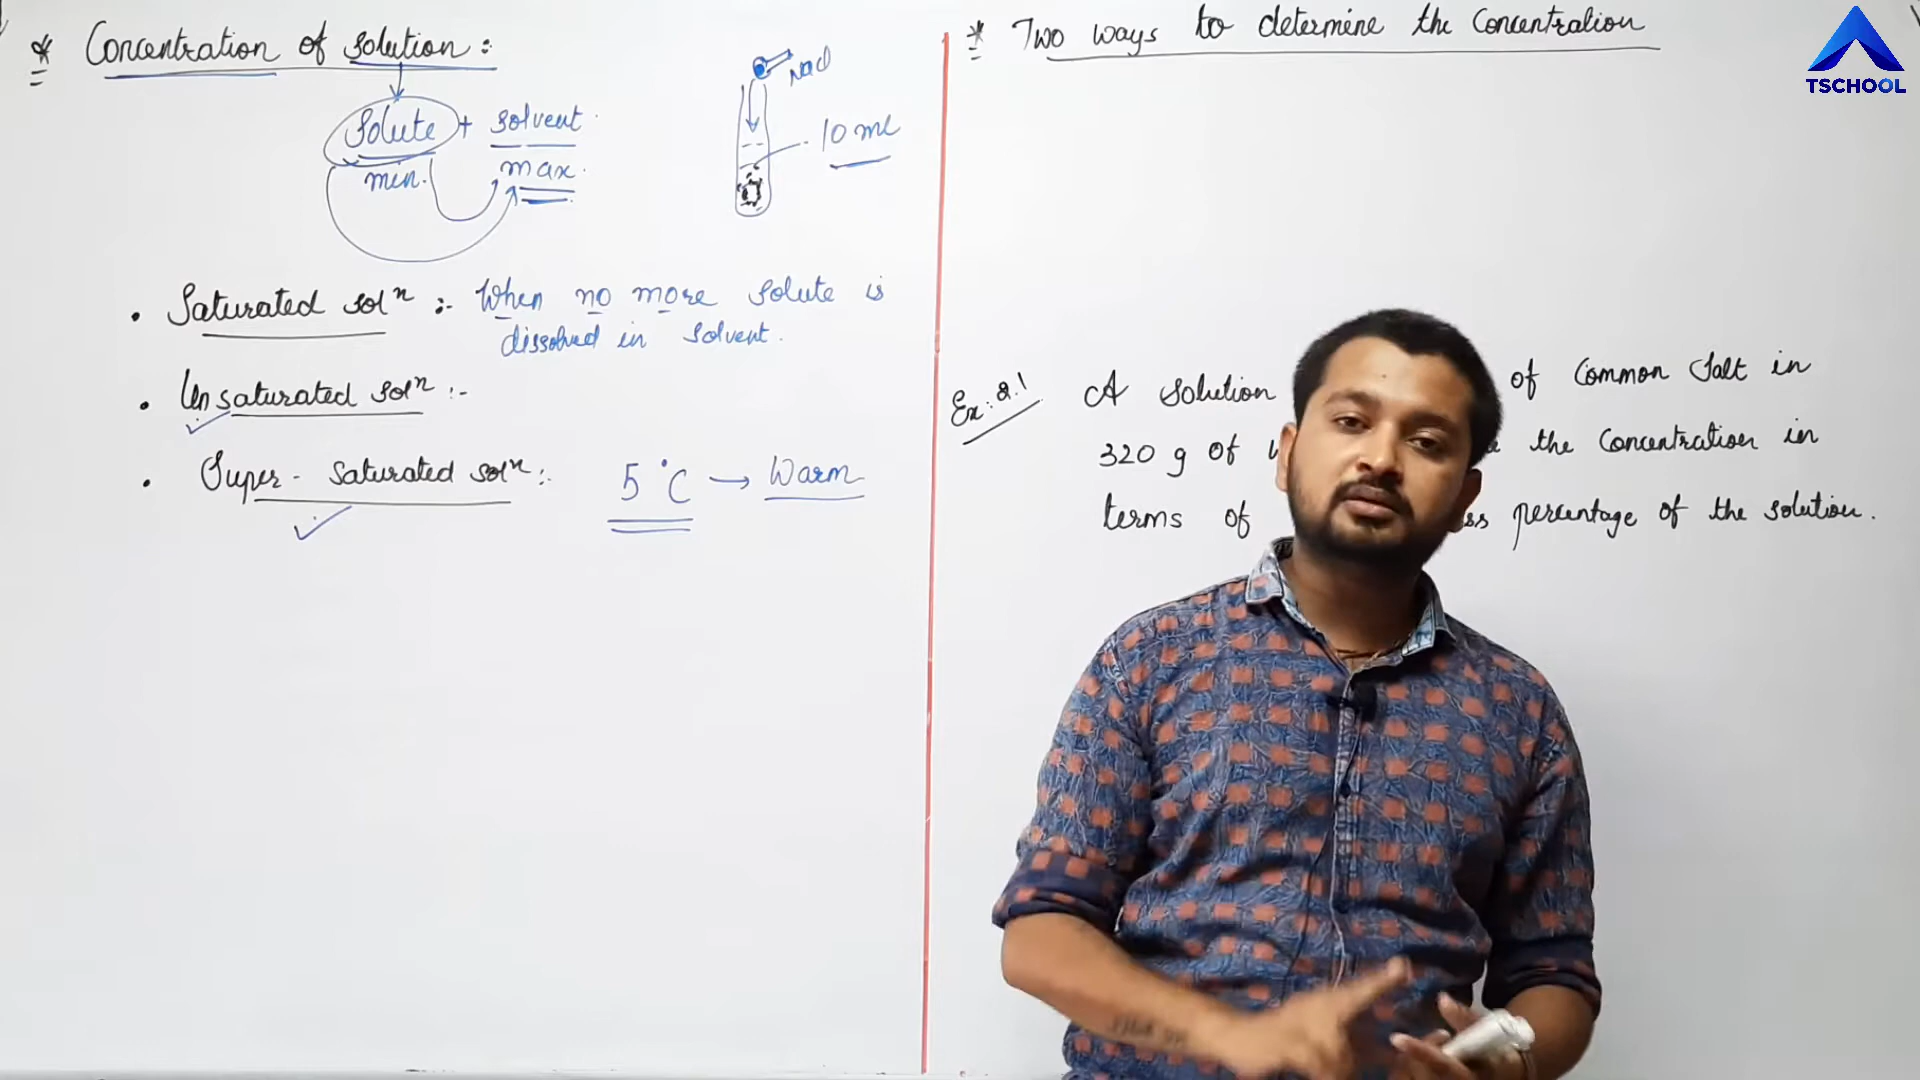 * Concentration of solution :
Solute + solvent
min. max.
NaCl
10 ml
• Saturated solⁿ :- When no more solute is
dissolved in solvent.
• Unsaturated solⁿ :-
• Super - saturated solⁿ :- 5 °C → Warm
* Two ways to determine the Concentration
Ex: 2.1 A solution of Common Salt in
320 g of the Concentration in
terms of percentage of the solution.
TSCHOOL